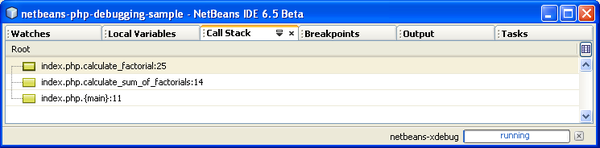 netbeans-php-debugging-sample - NetBeans IDE 6.5 Beta
Watches Local Variables Call Stack Breakpoints Output Tasks
Root
index.php.calculate_factorial:25
index.php.calculate_sum_of_factorials:14
index.php.{main}:11
netbeans-xdebug running